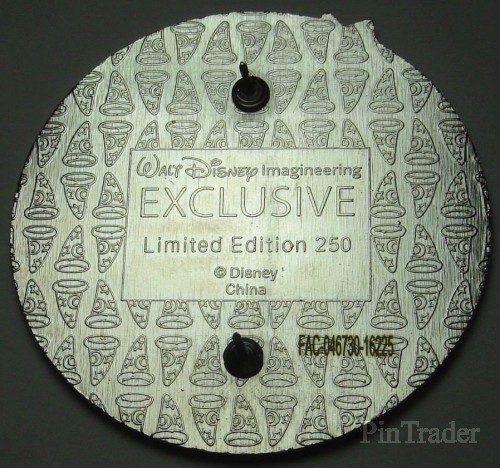 Walt Disney Imagineering
EXCLUSIVE
Limited Edition 250
© Disney
China
FAC-046730-16225
PinTrader